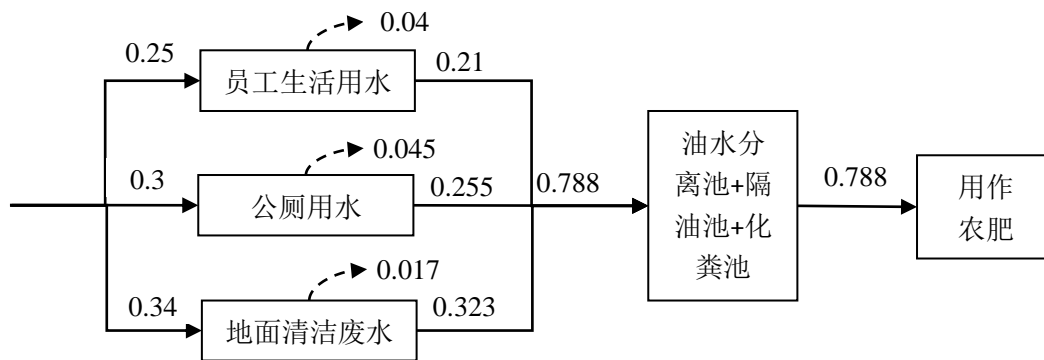 0.04
0.25
员工生活用水
0.21
0.045
0.3
公厕用水
0.255
0.788
油水分
离池+隔
油池+化
粪池
0.788
用作
农肥
0.017
0.34
地面清洁废水
0.323